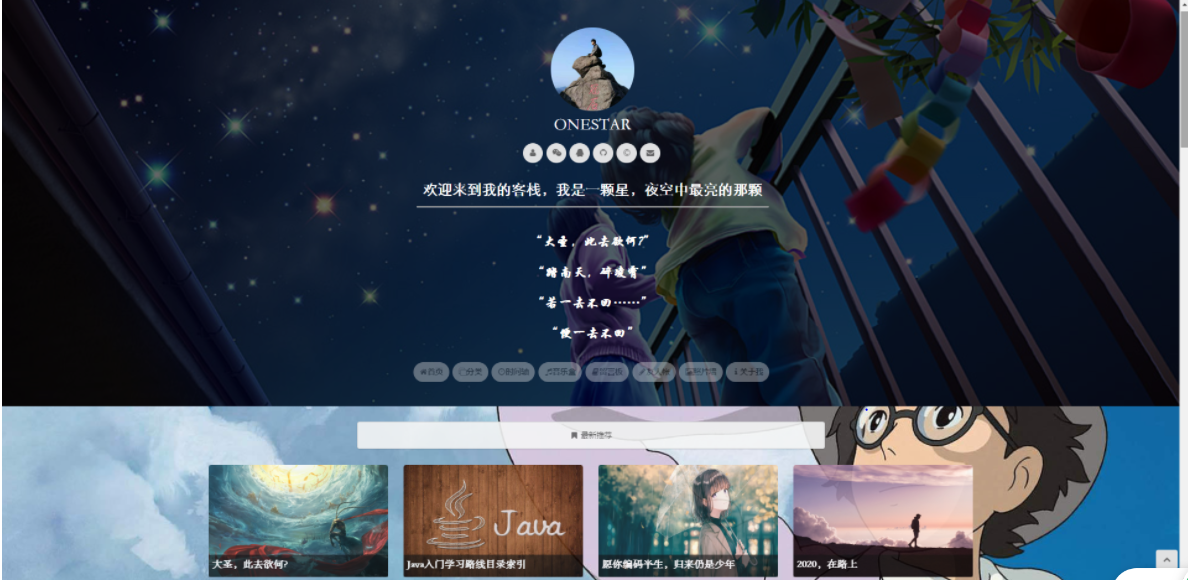 ONESTAR
欢迎来到我的客栈，我是一颗星，夜空中最亮的那颗
“大圣，此去欲何?”
“踏南天，碎凌霄”
“若一去不回……”
“便一去不回”
首页 分类 时间轴 音乐盒 留言板 友人帐 照片墙 关于我
最新推荐
Java
大圣，此去欲何?
Java入门学习路线目录索引
愿你编码半生，归来仍是少年
2020，在路上